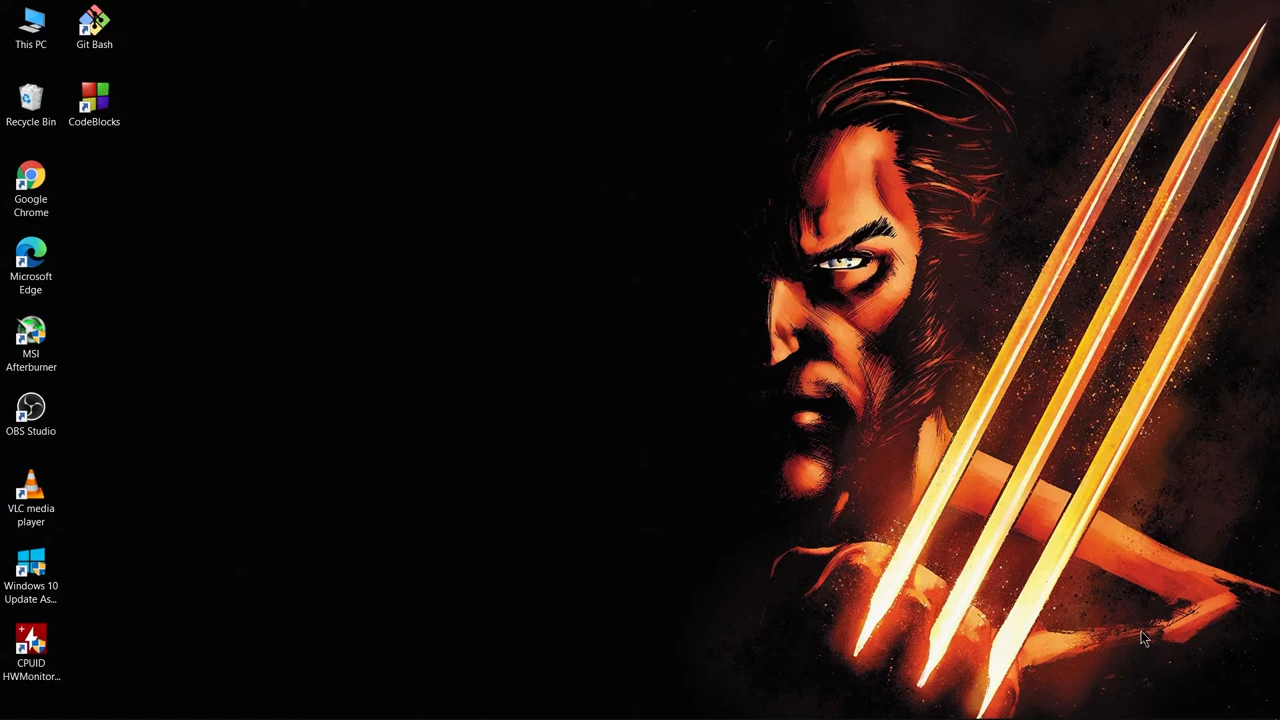 This PC
Git Bash
Recycle Bin
CodeBlocks
Google
Chrome
Microsoft
Edge
MSI
Afterburner
OBS Studio
VLC media
player
Windows 10
Update As...
CPUID
HWMonitor...